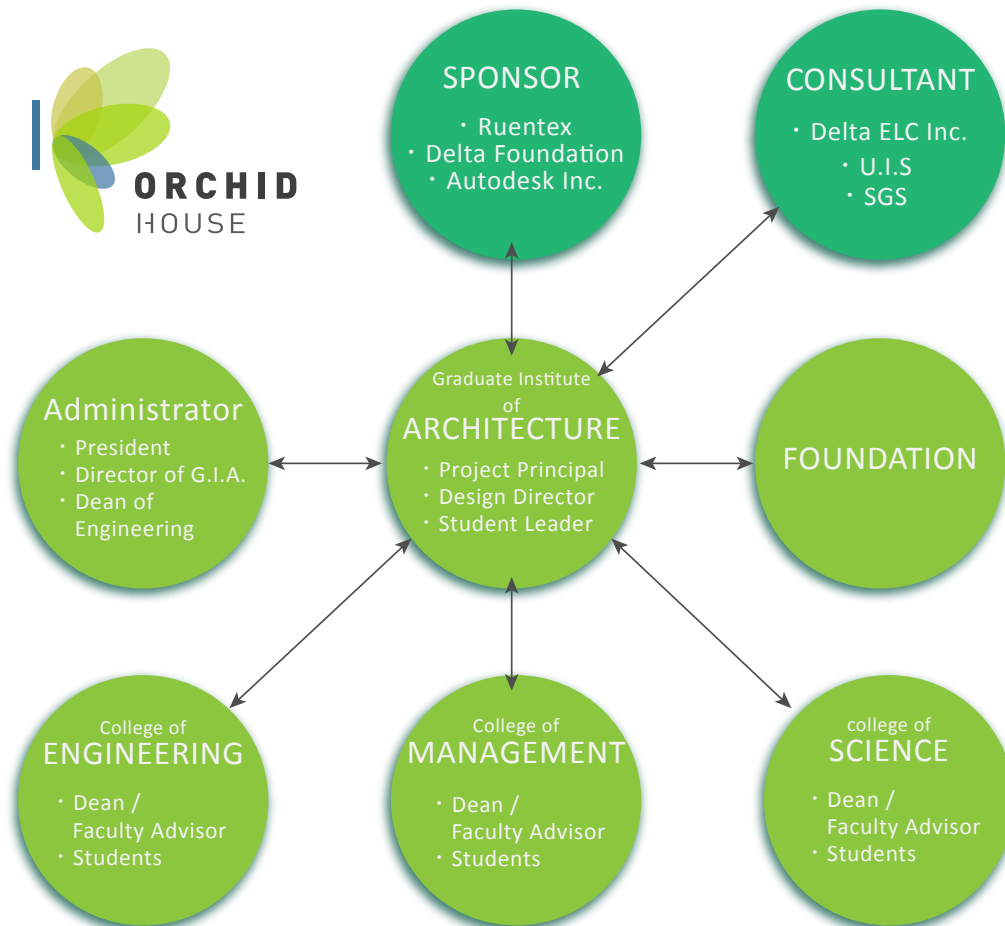 ORCHID
HOUSE
SPONSOR
· Ruentex
· Delta Foundation
· Autodesk Inc.
CONSULTANT
· Delta ELC Inc.
· U.I.S
· SGS
Administrator
· President
· Director of G.I.A.
· Dean of
Engineering
Graduate Institute
of
ARCHITECTURE
· Project Principal
· Design Director
· Student Leader
FOUNDATION
College of
ENGINEERING
· Dean /
Faculty Advisor
· Students
College of
MANAGEMENT
· Dean /
Faculty Advisor
· Students
college of
SCIENCE
· Dean /
Faculty Advisor
· Students